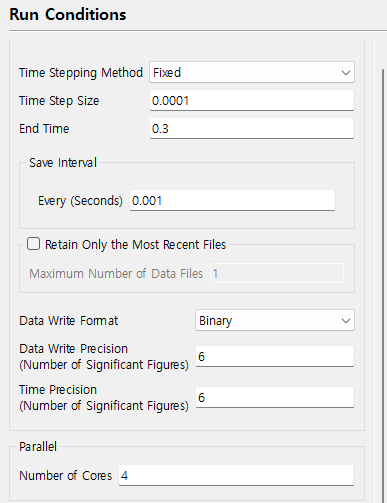 Run Conditions
Time Stepping Method Fixed
Time Step Size 0.0001
End Time 0.3
Save Interval
Every (Seconds) 0.001
Retain Only the Most Recent Files
Maximum Number of Data Files 1
Data Write Format Binary
Data Write Precision
(Number of Significant Figures) 6
Time Precision
(Number of Significant Figures) 6
Parallel
Number of Cores 4